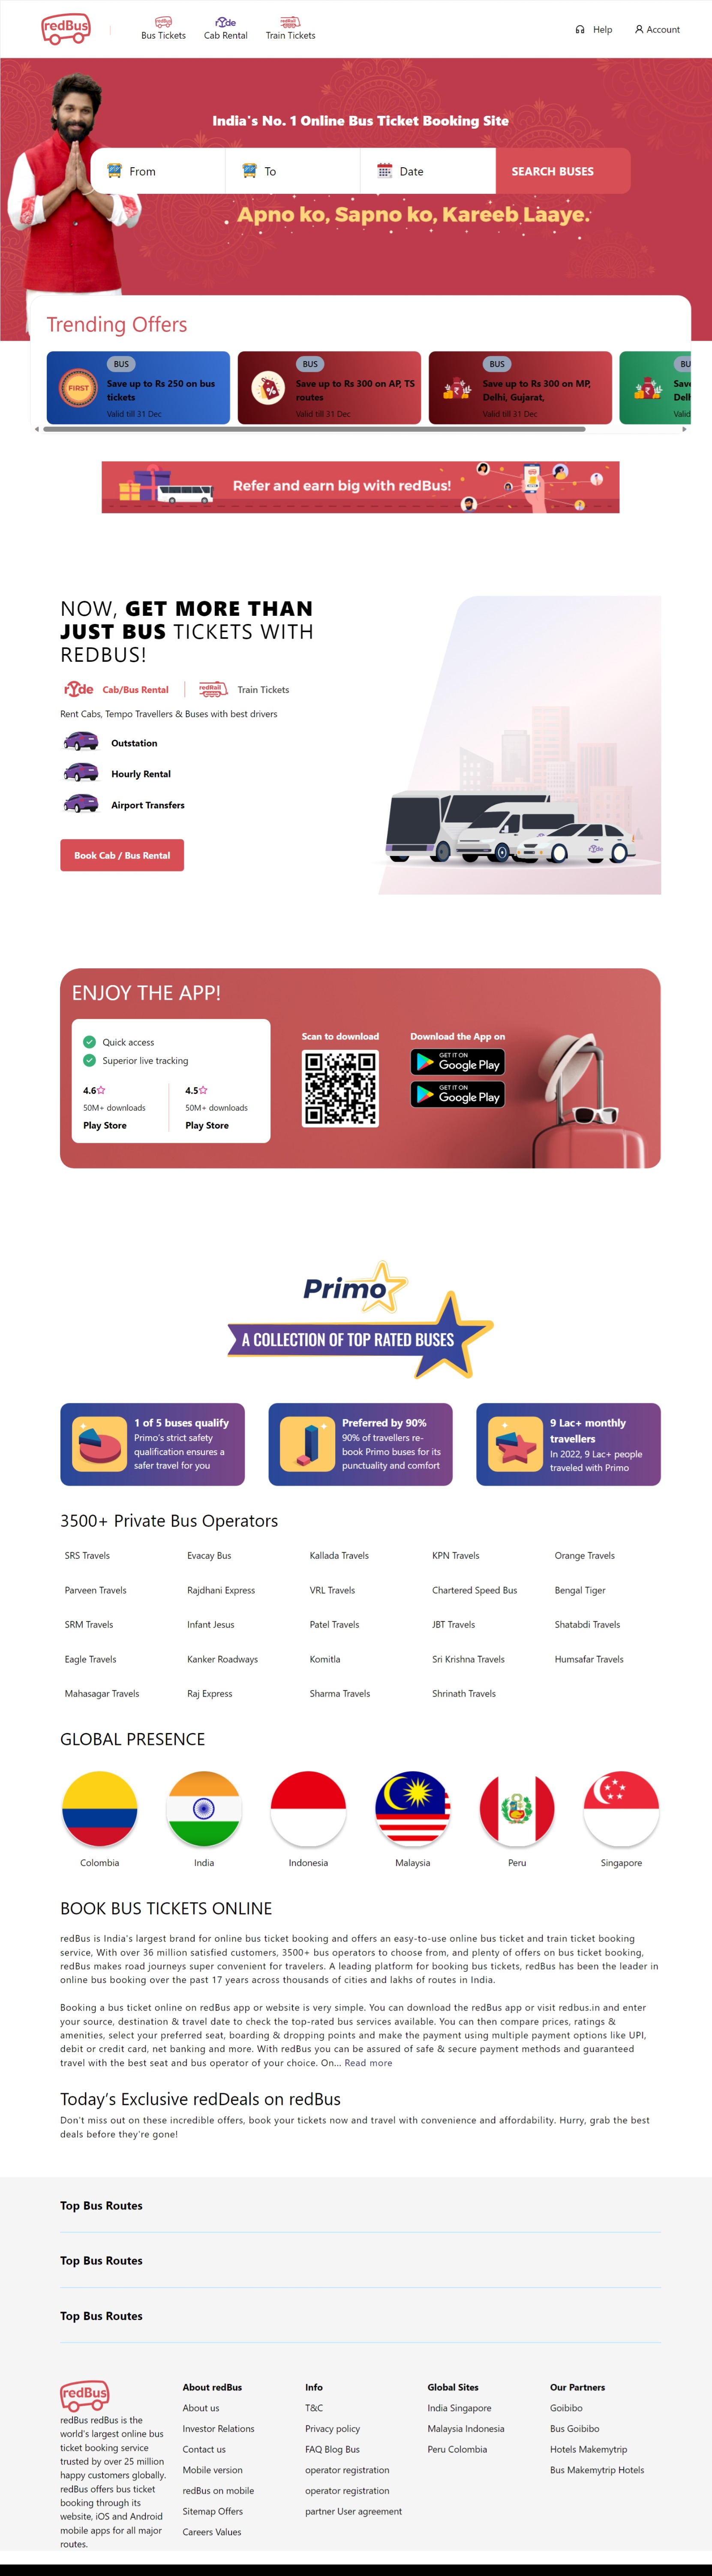 redBus
Bus Tickets
ryde
Cab Rental
redRail
Train Tickets
Help
Account
India's No. 1 Online Bus Ticket Booking Site
From
To
Date
SEARCH BUSES
Apno ko, Sapno ko, Kareeb Laaye.
Trending Offers
FIRST
BUS
Save up to Rs 250 on bus
tickets
Valid till 31 Dec
BUS
Save up to Rs 300 on AP, TS
routes
Valid till 31 Dec
BUS
Save up to Rs 300 on MP,
Delhi, Gujarat,
Valid till 31 Dec
BU
Save
Delh
Valid
Refer and earn big with redBus!
NOW, GET MORE THAN
JUST BUS TICKETS WITH
REDBUS!
ryde
Cab/Bus Rental
redRail
Train Tickets
Rent Cabs, Tempo Travellers & Buses with best drivers
Outstation
Hourly Rental
Airport Transfers
Book Cab / Bus Rental
ryde
ENJOY THE APP!
Quick access
Superior live tracking
4.6
50M+ downloads
Play Store
4.5
50M+ downloads
Play Store
Scan to download
Download the App on
GET IT ON
Google Play
GET IT ON
Google Play
Primo
A COLLECTION OF TOP RATED BUSES
1 of 5 buses qualify
Primo's strict safety
qualification ensures a
safer travel for you
Preferred by 90%
90% of travellers re-
book Primo buses for its
punctuality and comfort
9 Lac+ monthly
travellers
In 2022, 9 Lac+ people
traveled with Primo
3500+ Private Bus Operators
SRS Travels
Evacay Bus
Kallada Travels
KPN Travels
Orange Travels
Parveen Travels
Rajdhani Express
VRL Travels
Chartered Speed Bus
Bengal Tiger
SRM Travels
Infant Jesus
Patel Travels
JBT Travels
Shatabdi Travels
Eagle Travels
Kanker Roadways
Komitla
Sri Krishna Travels
Humsafar Travels
Mahasagar Travels
Raj Express
Sharma Travels
Shrinath Travels
GLOBAL PRESENCE
Colombia
India
Indonesia
Malaysia
Peru
Singapore
BOOK BUS TICKETS ONLINE
redBus is India's largest brand for online bus ticket booking and offers an easy-to-use online bus ticket and train ticket booking
service, With over 36 million satisfied customers, 3500+ bus operators to choose from, and plenty of offers on bus ticket booking,
redBus makes road journeys super convenient for travelers. A leading platform for booking bus tickets, redBus has been the leader in
online bus booking over the past 17 years across thousands of cities and lakhs of routes in India.
Booking a bus ticket online on redBus app or website is very simple. You can download the redBus app or visit redbus.in and enter
your source, destination & travel date to check the top-rated bus services available. You can then compare prices, ratings &
amenities, select your preferred seat, boarding & dropping points and make the payment using multiple payment options like UPI,
debit or credit card, net banking and more. With redBus you can be assured of safe & secure payment methods and guaranteed
travel with the best seat and bus operator of your choice. On... Read more
Today's Exclusive redDeals on redBus
Don't miss out on these incredible offers, book your tickets now and travel with convenience and affordability. Hurry, grab the best
deals before they're gone!
Top Bus Routes
Top Bus Routes
Top Bus Routes
redBus
redBus redBus is the
world's largest online bus
ticket booking service
trusted by over 25 million
happy customers globally.
redBus offers bus ticket
booking through its
website, iOS and Android
mobile apps for all major
routes.
About redBus
About us
Investor Relations
Contact us
Mobile version
redBus on mobile
Sitemap Offers
Careers Values
Info
T&C
Privacy policy
FAQ Blog Bus
operator registration
operator registration
partner User agreement
Global Sites
India Singapore
Malaysia Indonesia
Peru Colombia
Our Partners
Goibibo
Bus Goibibo
Hotels Makemytrip
Bus Makemytrip Hotels